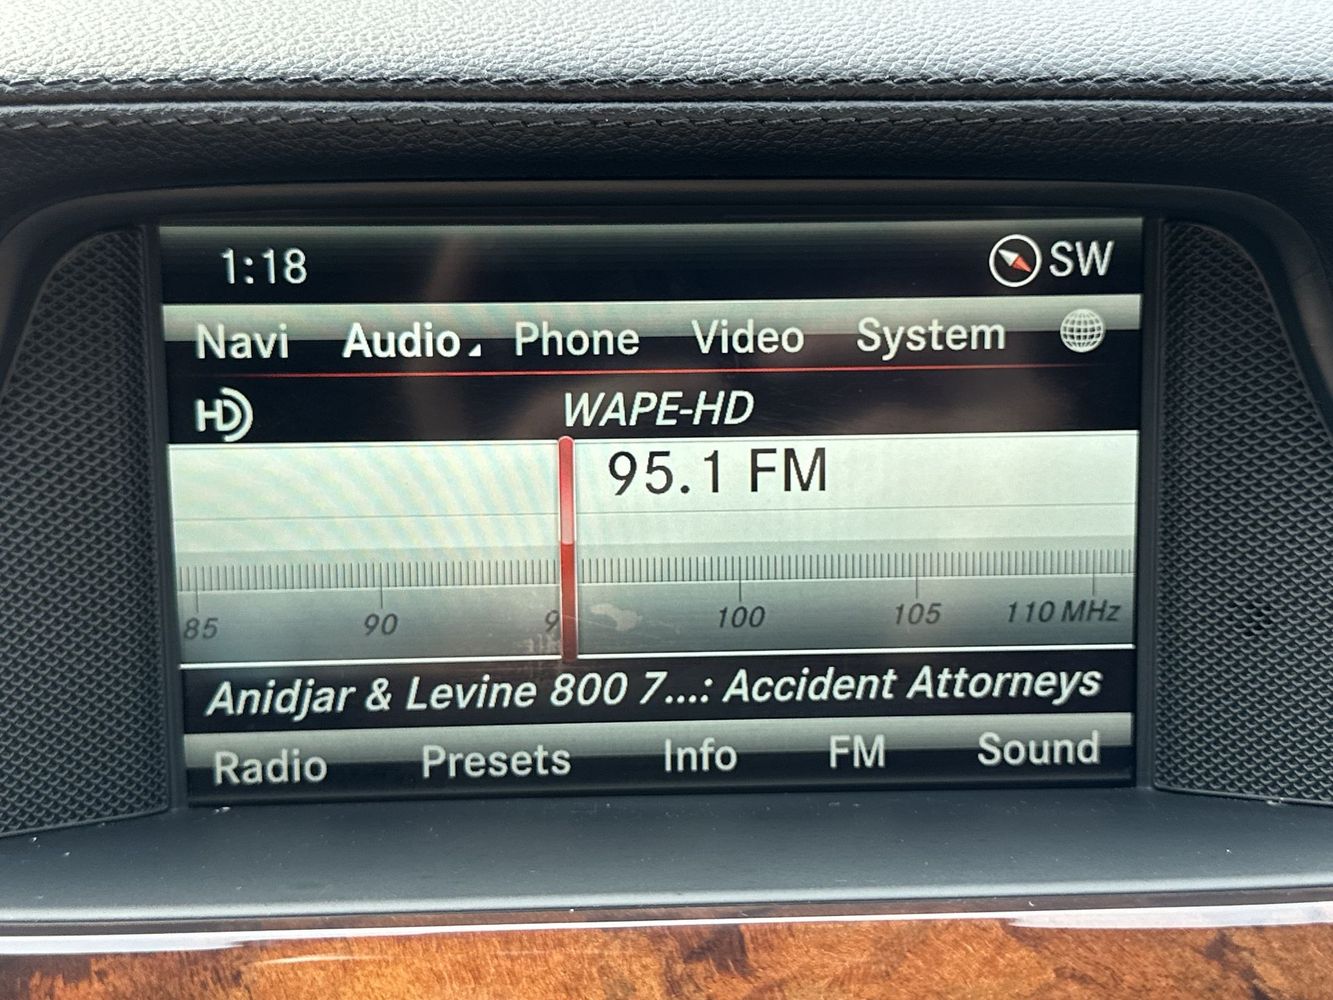 1:18 SW
Navi Audio Phone Video System
HD WAPE-HD
95.1 FM
85 90 9 100 105 110 MHz
Anidjar & Levine 800 7...: Accident Attorneys
Radio Presets Info FM Sound